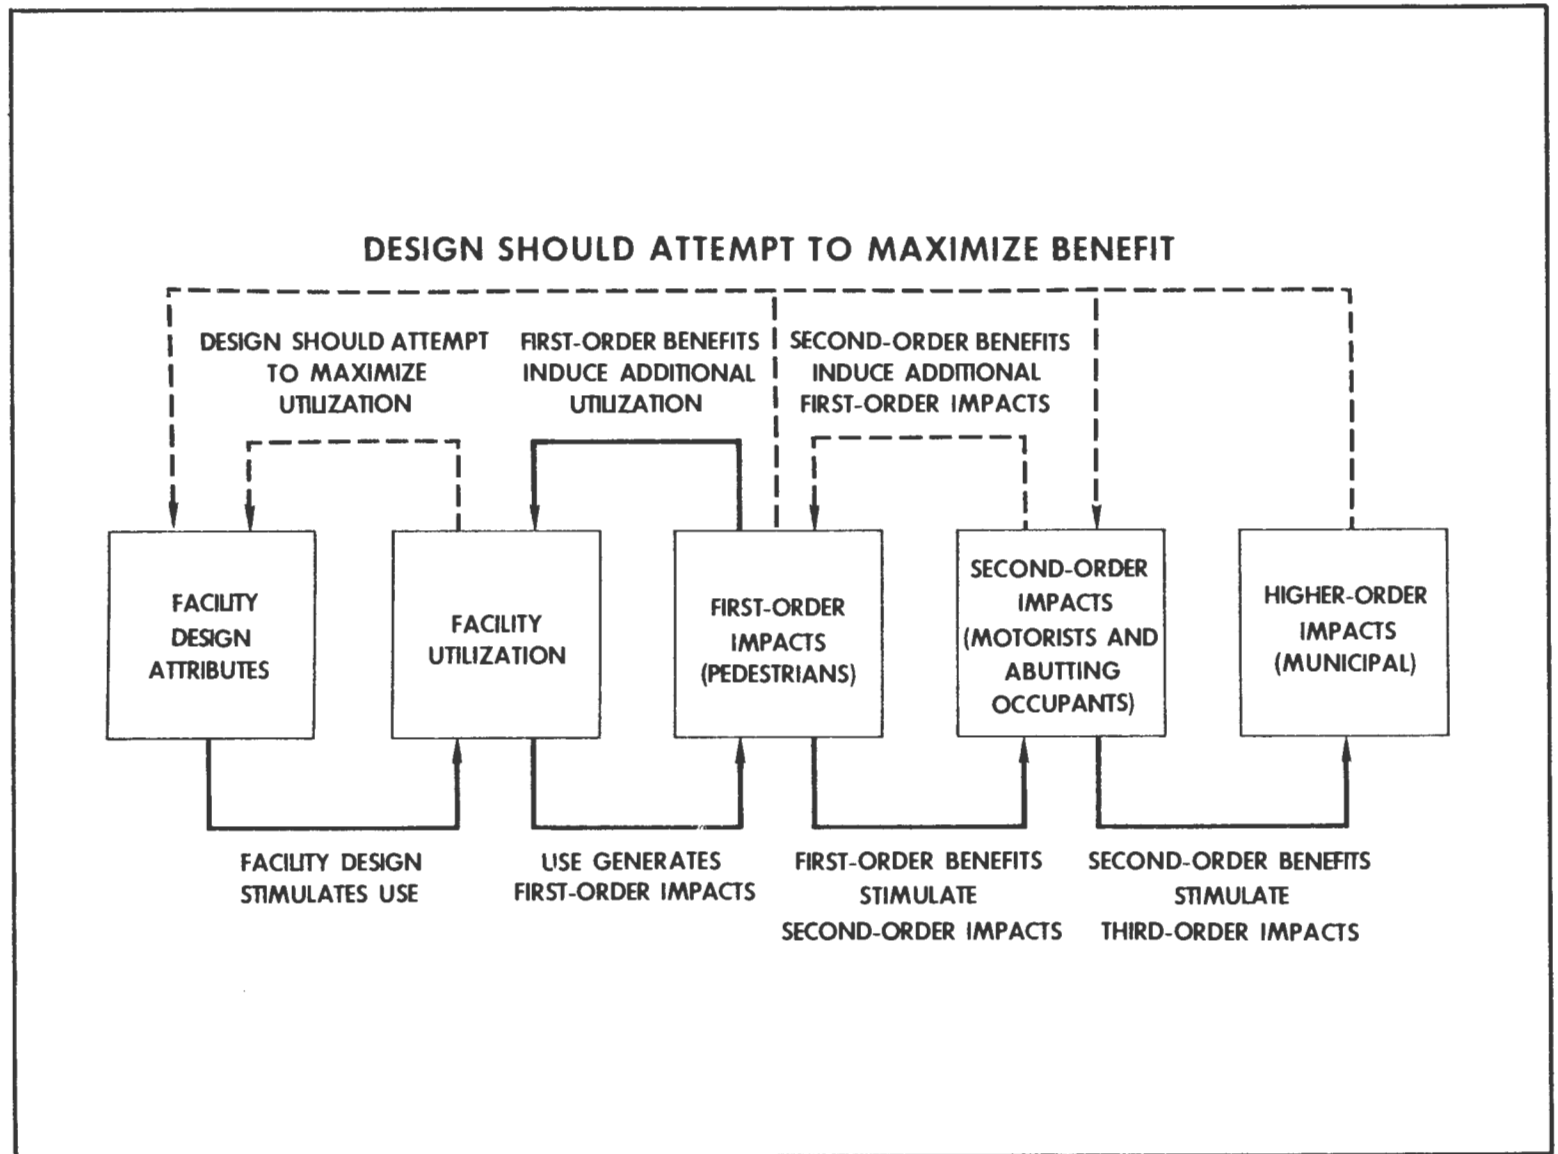 DESIGN SHOULD ATTEMPT TO MAXIMIZE BENEFIT
DESIGN SHOULD ATTEMPT
TO MAXIMIZE
UTILIZATION
FIRST-ORDER BENEFITS
INDUCE ADDITIONAL
UTILIZATION
SECOND-ORDER BENEFITS
INDUCE ADDITIONAL
FIRST-ORDER IMPACTS
FACILITY
DESIGN
ATTRIBUTES
FACILITY
UTILIZATION
FIRST-ORDER
IMPACTS
(PEDESTRIANS)
SECOND-ORDER
IMPACTS
(MOTORISTS AND
ABUTTING
OCCUPANTS)
HIGHER-ORDER
IMPACTS
(MUNICIPAL)
FACILITY DESIGN
STIMULATES USE
USE GENERATES
FIRST-ORDER IMPACTS
FIRST-ORDER BENEFITS
STIMULATE
SECOND-ORDER IMPACTS
SECOND-ORDER BENEFITS
STIMULATE
THIRD-ORDER IMPACTS